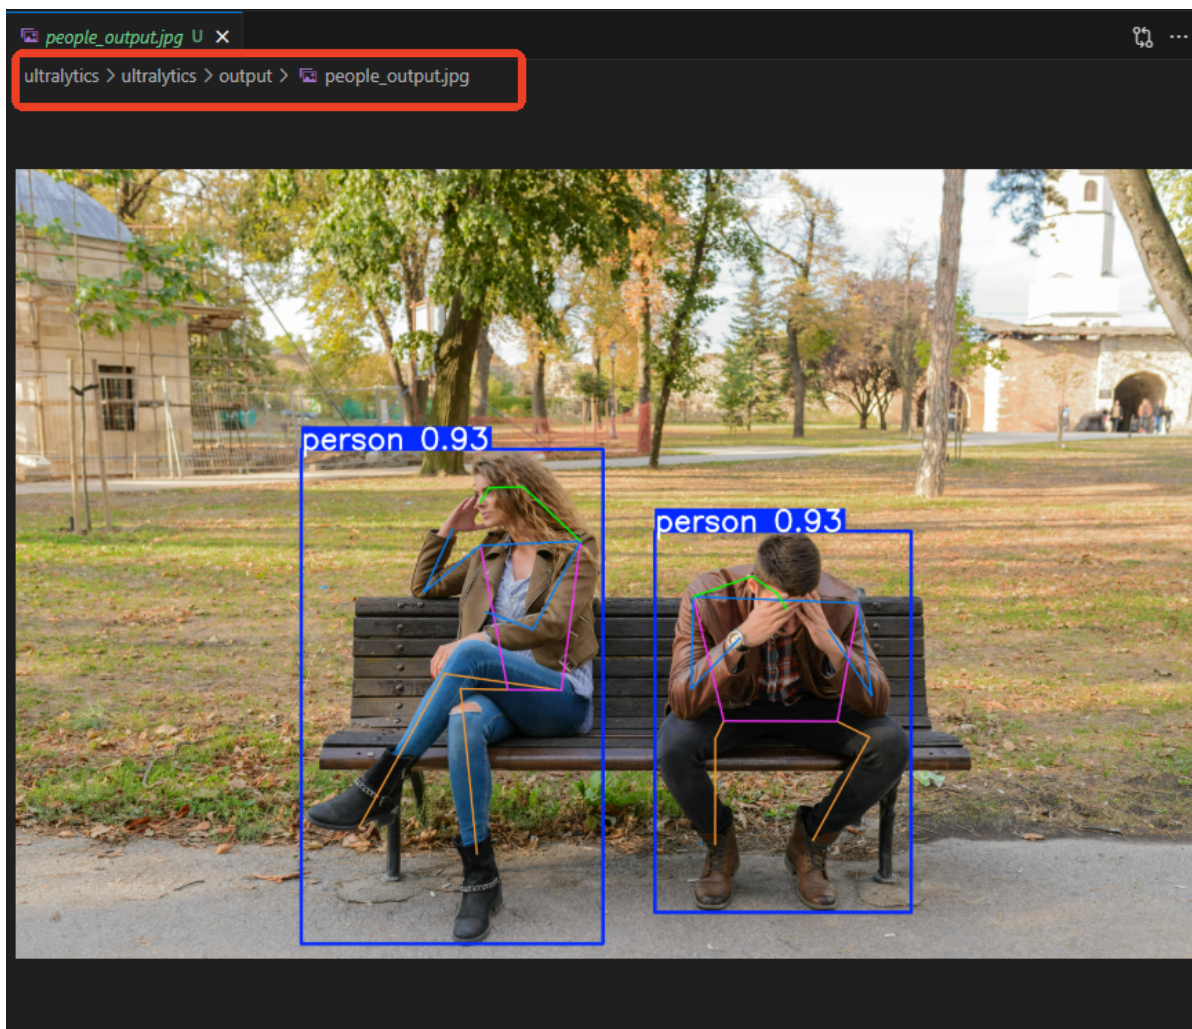 people_output.jpg U
ultralytics > ultralytics > output > people_output.jpg
person 0.93
person 0.93